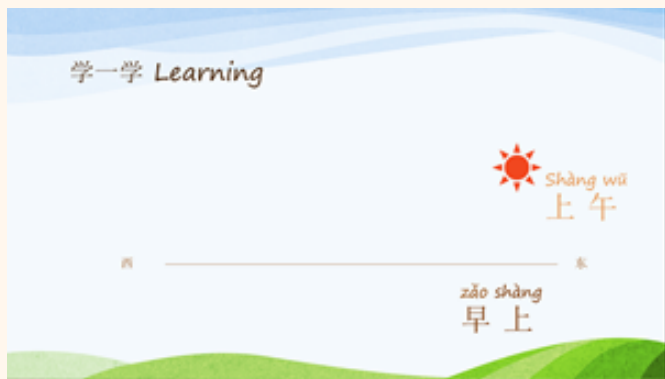 学一学 Learning
Shàng wǔ
上 午
西 东
zǎo shàng
早 上